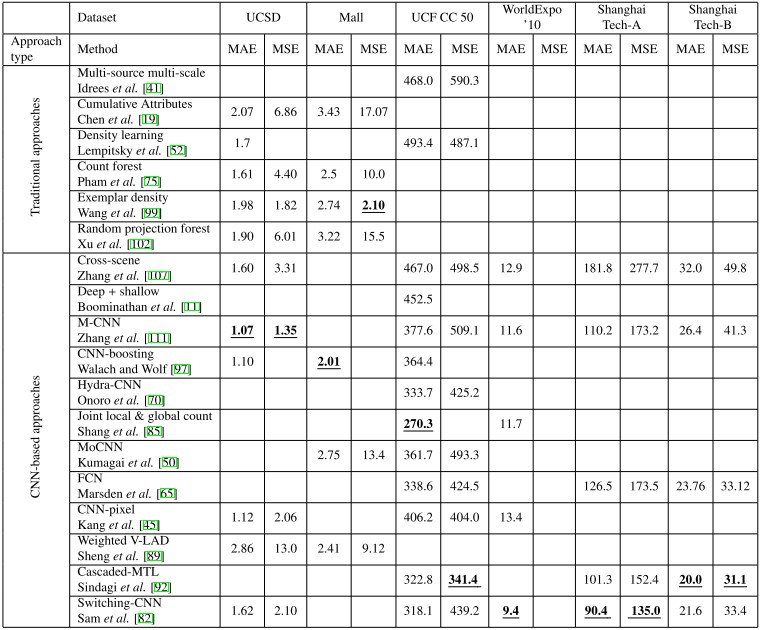 Dataset UCSD Mall UCF CC 50 WorldExpo '10 Shanghai Tech-A Shanghai Tech-B
Approach type Method MAE MSE MAE MSE MAE MSE MAE MSE MAE MSE MAE MSE
Traditional approaches
Multi-source multi-scale
Idrees et al. [41] 468.0 590.3
Cumulative Attributes
Chen et al. [19] 2.07 6.86 3.43 17.07
Density learning
Lempitsky et al. [52] 1.7 493.4 487.1
Count forest
Pham et al. [75] 1.61 4.40 2.5 10.0
Exemplar density
Wang et al. [99] 1.98 1.82 2.74 2.10
Random projection forest
Xu et al. [102] 1.90 6.01 3.22 15.5
CNN-based approaches
Cross-scene
Zhang et al. [107] 1.60 3.31 467.0 498.5 12.9 181.8 277.7 32.0 49.8
Deep + shallow
Boominathan et al. [11] 452.5
M-CNN
Zhang et al. [111] 1.07 1.35 377.6 509.1 11.6 110.2 173.2 26.4 41.3
CNN-boosting
Walach and Wolf [97] 1.10 2.01 364.4
Hydra-CNN
Onoro et al. [70] 333.7 425.2
Joint local & global count
Shang et al. [85] 270.3 11.7
MoCNN
Kumagai et al. [50] 2.75 13.4 361.7 493.3
FCN
Marsden et al. [65] 338.6 424.5 126.5 173.5 23.76 33.12
CNN-pixel
Kang et al. [45] 1.12 2.06 406.2 404.0 13.4
Weighted V-LAD
Sheng et al. [89] 2.86 13.0 2.41 9.12
Cascaded-MTL
Sindagi et al. [92] 322.8 341.4 101.3 152.4 20.0 31.1
Switching-CNN
Sam et al. [82] 1.62 2.10 318.1 439.2 9.4 90.4 135.0 21.6 33.4